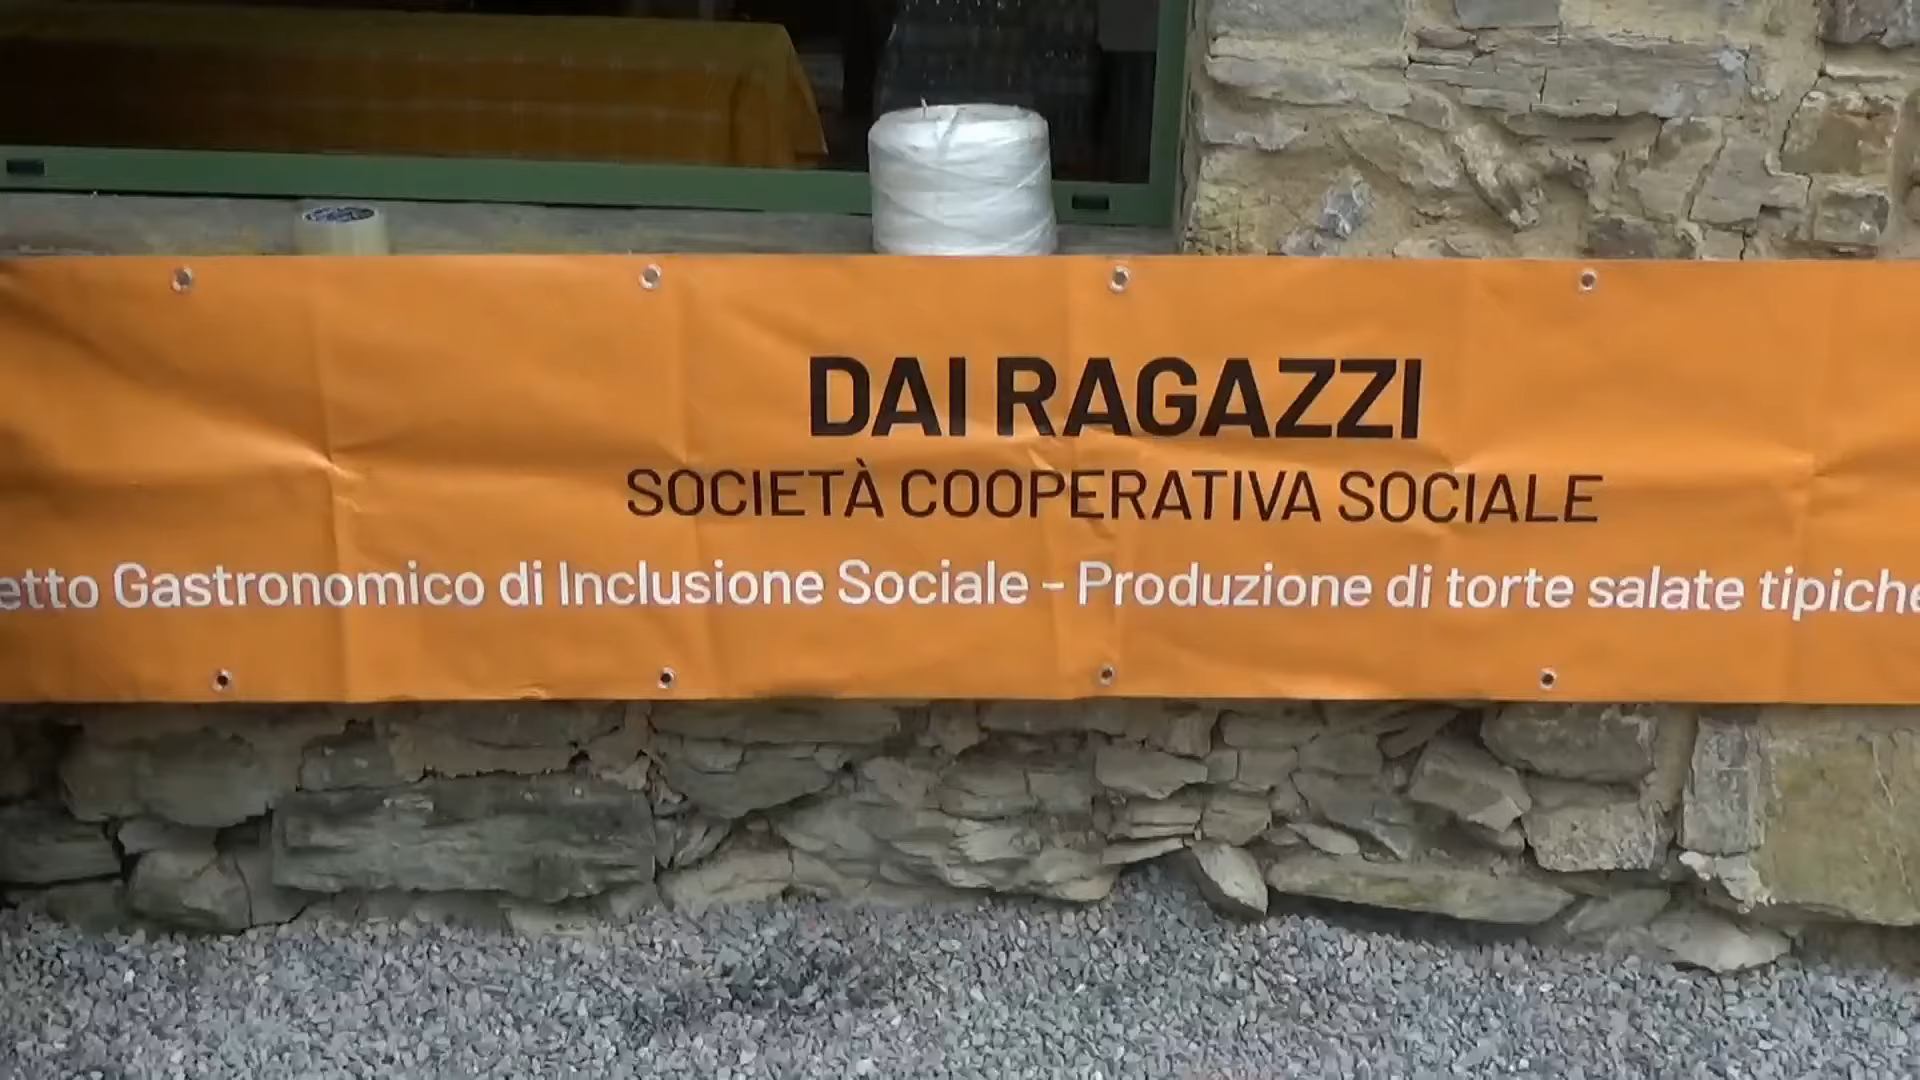 DAI RAGAZZI
SOCIETÀ COOPERATIVA SOCIALE
etto Gastronomico di Inclusione Sociale - Produzione di torte salate tipiche